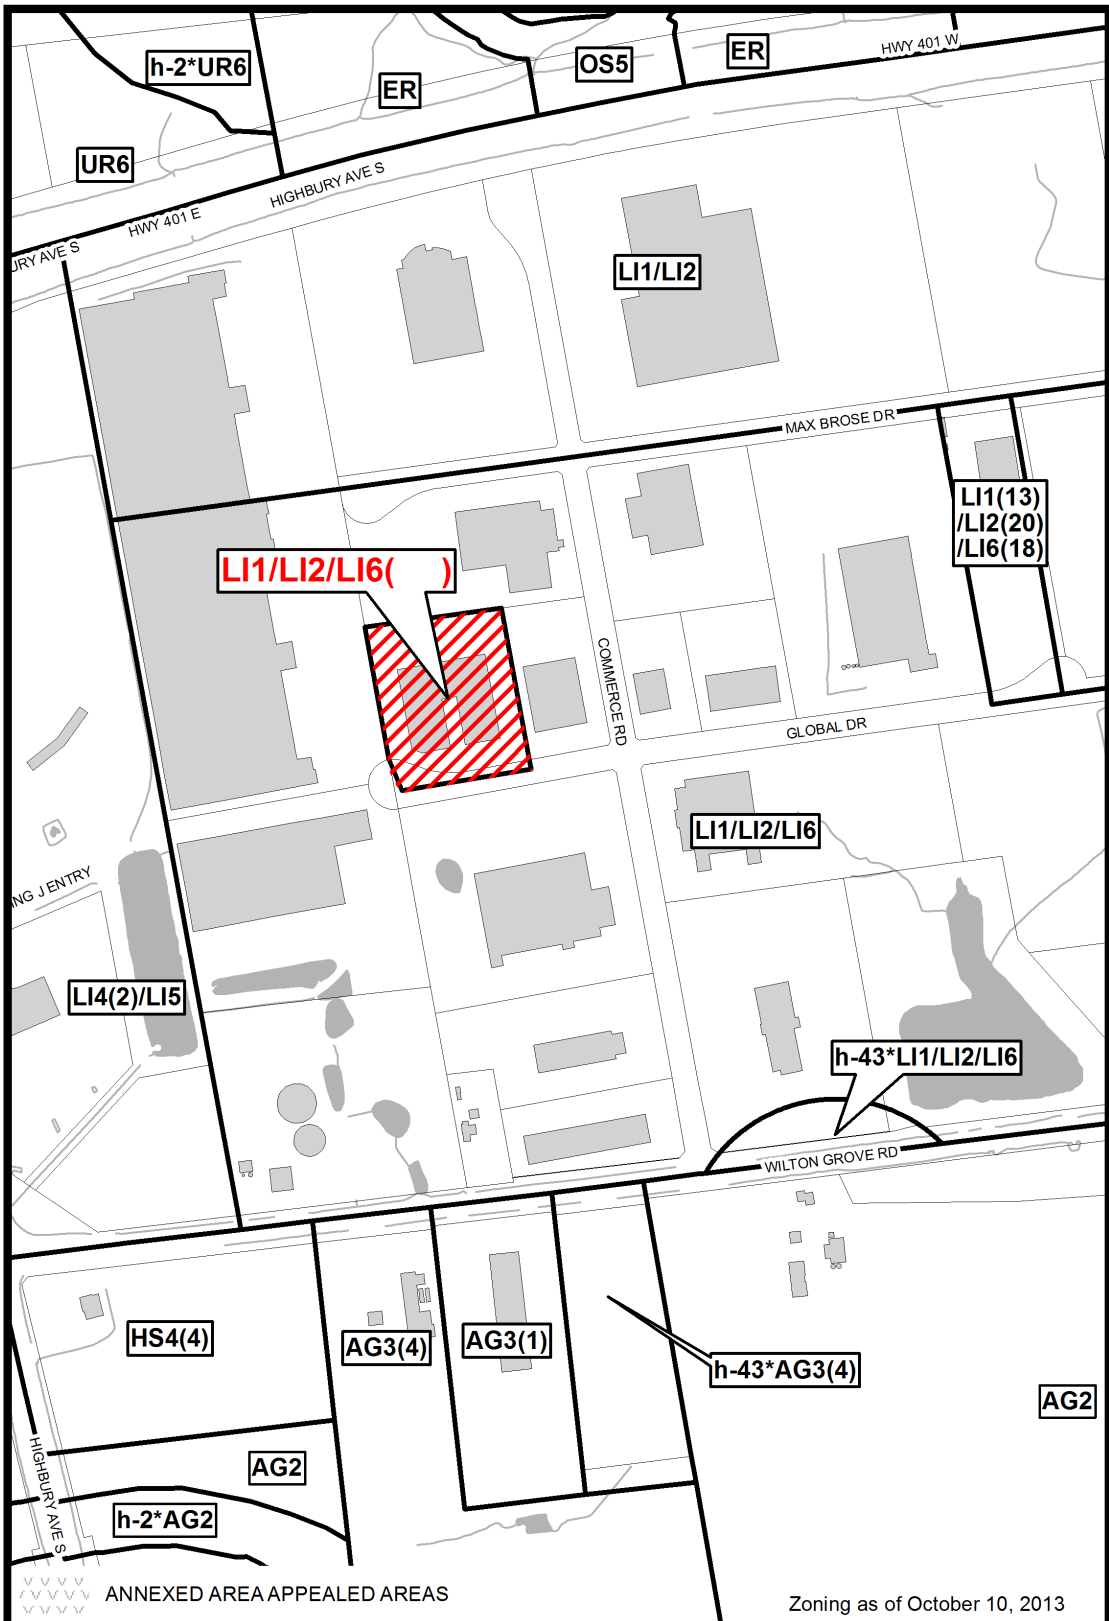 HWY 401 W
h-2*UR6
OS5
ER
ER
UR6
HIGHBURY AVE S
HWY 401 E
URY AVE S
LI1/LI2
MAX BROSE DR
LI1(13)
/LI2(20)
/LI6(18)
LI1/LI2/LI6(    )
COMMERCE RD
GLOBAL DR
LI1/LI2/LI6
NG J ENTRY
LI4(2)/LI5
h-43*LI1/LI2/LI6
WILTON GROVE RD
HS4(4)
AG3(4)
AG3(1)
h-43*AG3(4)
AG2
HIGHBURY AVE S
AG2
h-2*AG2
ANNEXED AREA APPEALED AREAS
Zoning as of October 10, 2013